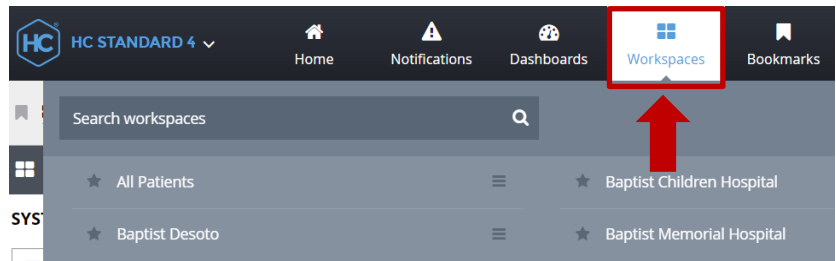 HC HC STANDARD 4
Home Notifications Dashboards Workspaces Bookmarks
Search workspaces
All Patients Baptist Children Hospital
SYS
Baptist Desoto Baptist Memorial Hospital